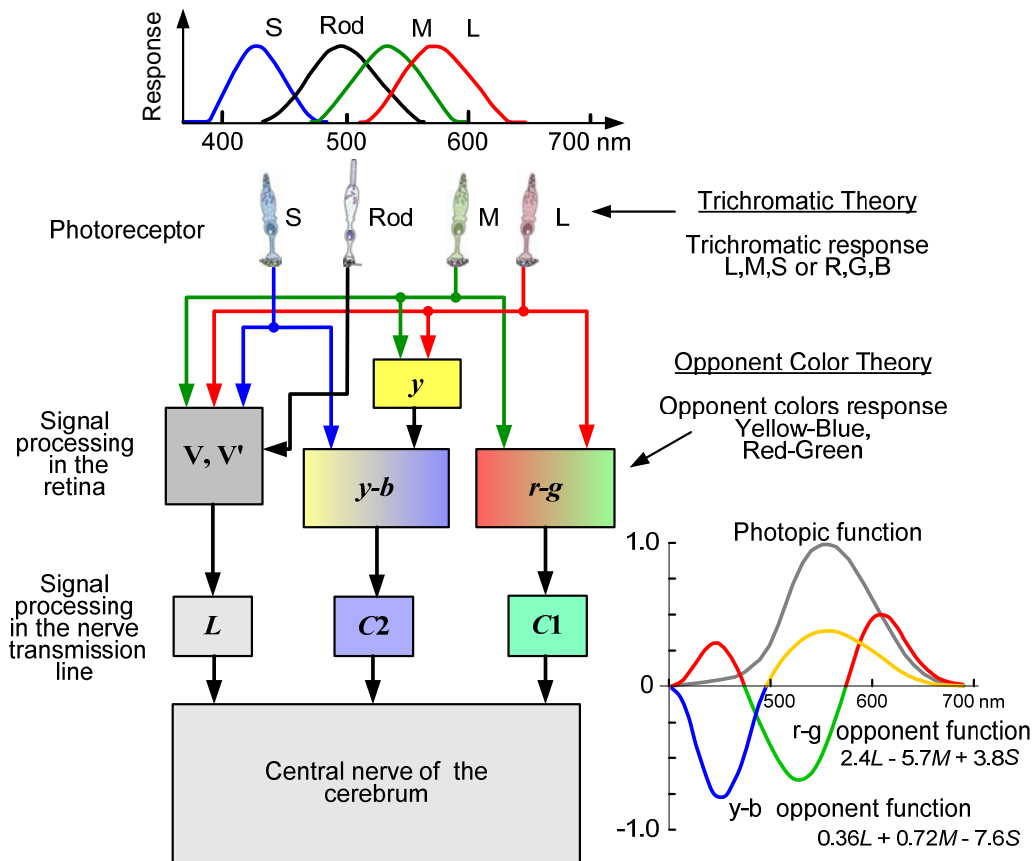 S Rod M L
Response
400 500 600 700 nm
Photoreceptor
S Rod M L
Trichromatic Theory
Trichromatic response
L,M,S or R,G,B
y
Opponent Color Theory
Opponent colors response
Yellow-Blue,
Red-Green
Signal
processing
in the
retina
V, V'
y-b
r-g
Signal
processing
in the nerve
transmission
line
L
C2
C1
Central nerve of the
cerebrum
1.0
Photopic function
0
500 600 700 nm
r-g opponent function
2.4L - 5.7M + 3.8S
y-b opponent function
0.36L + 0.72M - 7.6S
-1.0